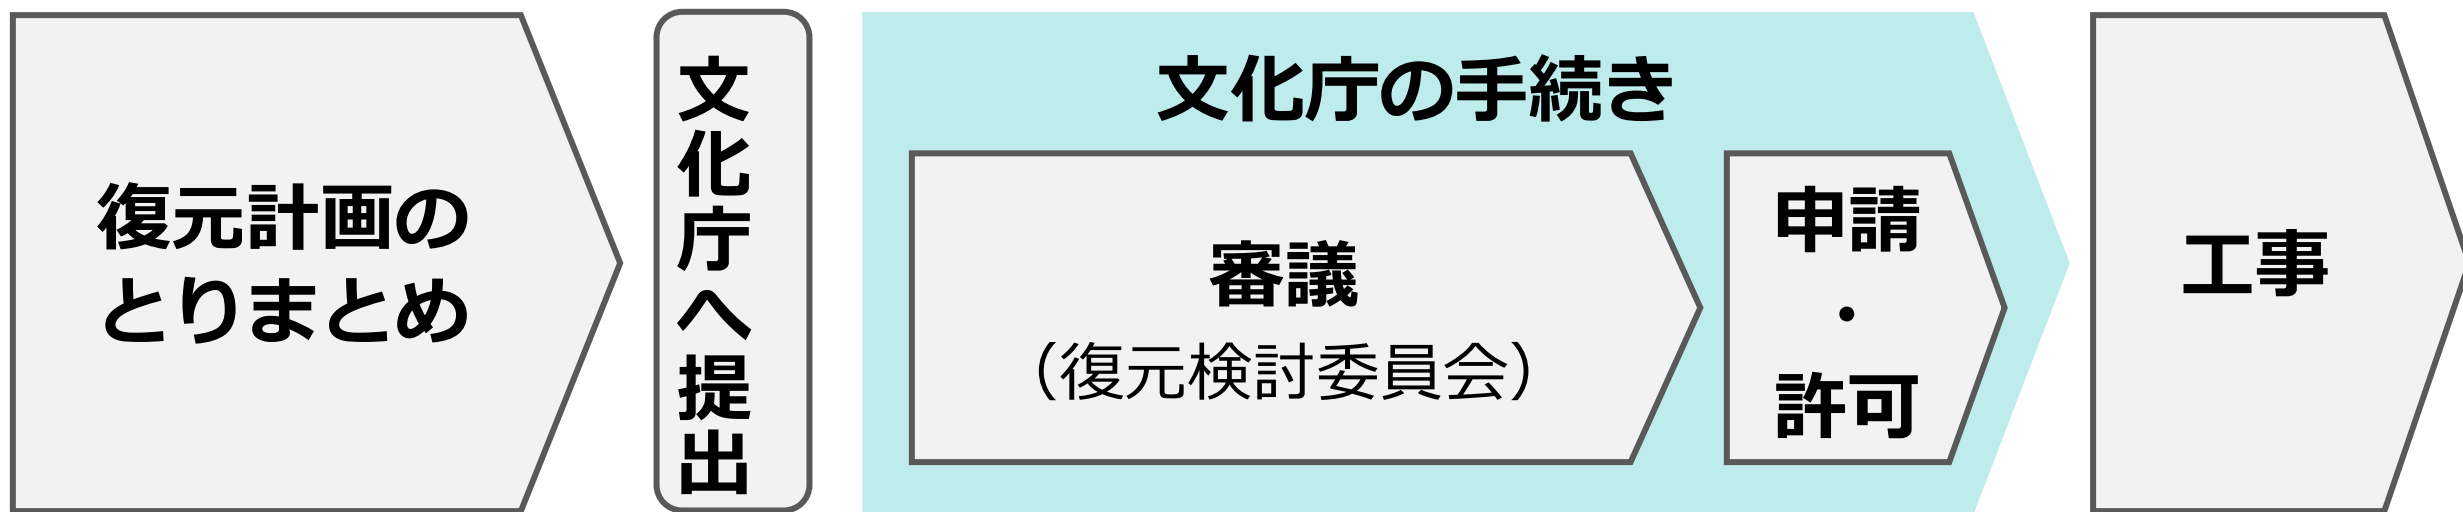 復元計画の
とりまとめ
文化庁へ提出
文化庁の手続き
審議
（復元検討委員会）
申請
・
許可
工事